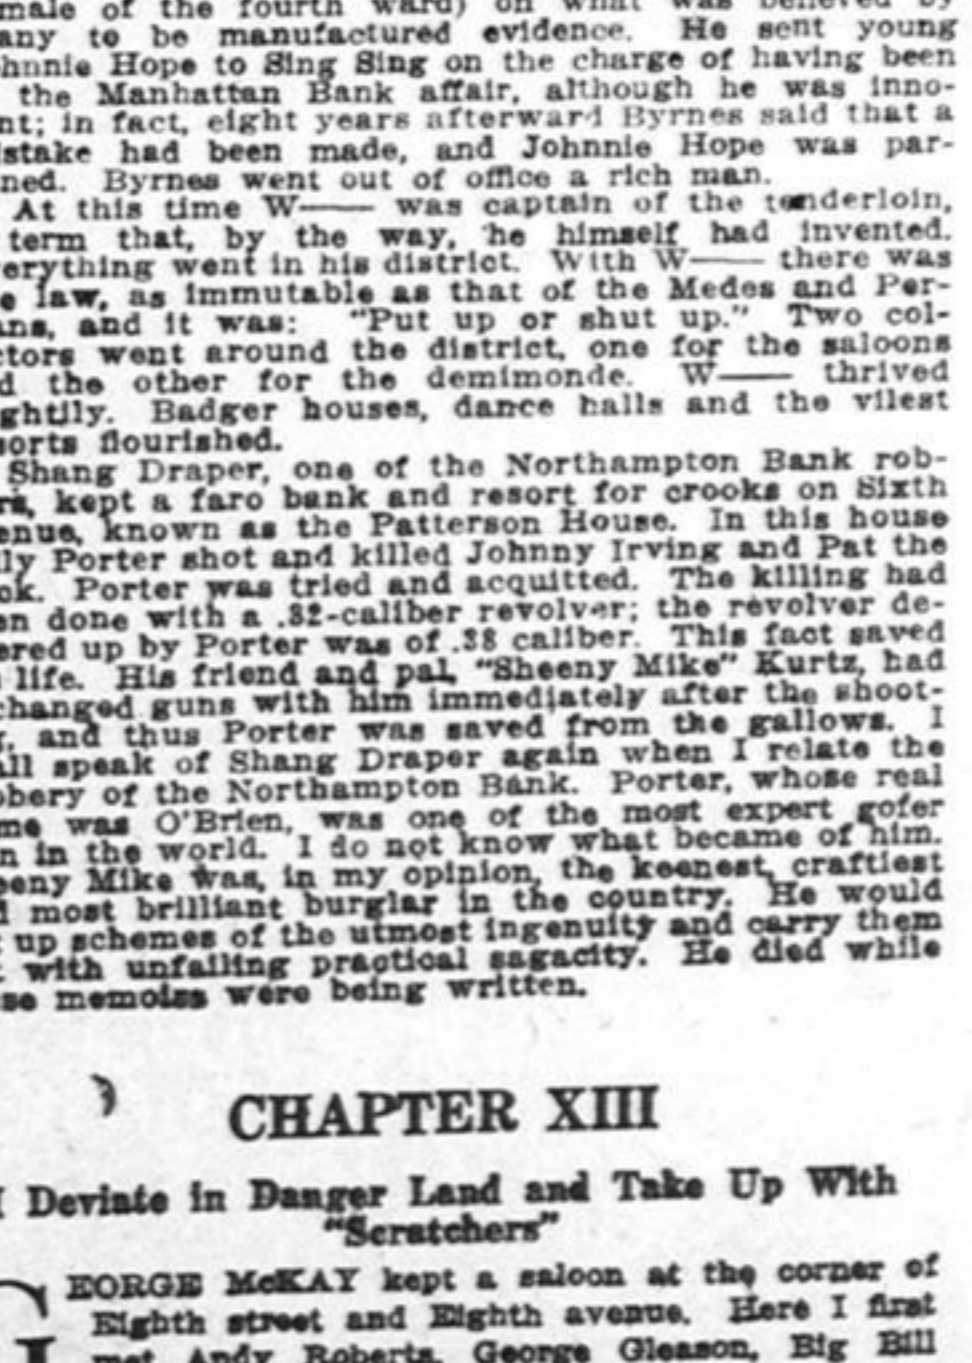 male of the fourth ward) on what was believed by
any to be manufactured evidence. He sent young
ohnnie Hope to Sing Sing on the charge of having been
the Manhattan Bank affair, although he was inno-
nt; in fact, eight years afterward Byrnes said that a
istake had been made, and Johnnie Hope was par-
ned. Byrnes went out of office a rich man.
At this time W—— was captain of the tenderloin,
term that, by the way, he himself had invented.
verything went in his district. With W—— there was
e law, as immutable as that of the Medes and Per-
ans, and it was: "Put up or shut up." Two col-
ctors went around the district, one for the saloons
d the other for the demimonde. W—— thrived
ightily. Badger houses, dance halls and the vilest
sorts flourished.
Shang Draper, one of the Northampton Bank rob-
rs, kept a faro bank and resort for crooks on Sixth
enue, known as the Patterson House. In this house
lly Porter shot and killed Johnny Irving and Pat the
ok. Porter was tried and acquitted. The killing had
en done with a .32-caliber revolver; the revolver de-
ered up by Porter was of .38 caliber. This fact saved
life. His friend and pal, "Sheeny Mike" Kurtz, had
changed guns with him immediately after the shoot-
g, and thus Porter was saved from the gallows. I
all speak of Shang Draper again when I relate the
bbery of the Northampton Bank. Porter, whose real
me was O'Brien, was one of the most expert gofer
n in the world. I do not know what became of him.
eeny Mike was, in my opinion, the keenest, craftiest
d most brilliant burglar in the country. He would
t up schemes of the utmost ingenuity and carry them
t with unfailing practical sagacity. He died while
se memoirs were being written.
CHAPTER XIII
I Deviate in Danger Land and Take Up With
"Scratchers"
GEORGE McKAY kept a saloon at the corner of
Eighth street and Eighth avenue. Here I first
met Andy Roberts, George Gleason, Big Bill